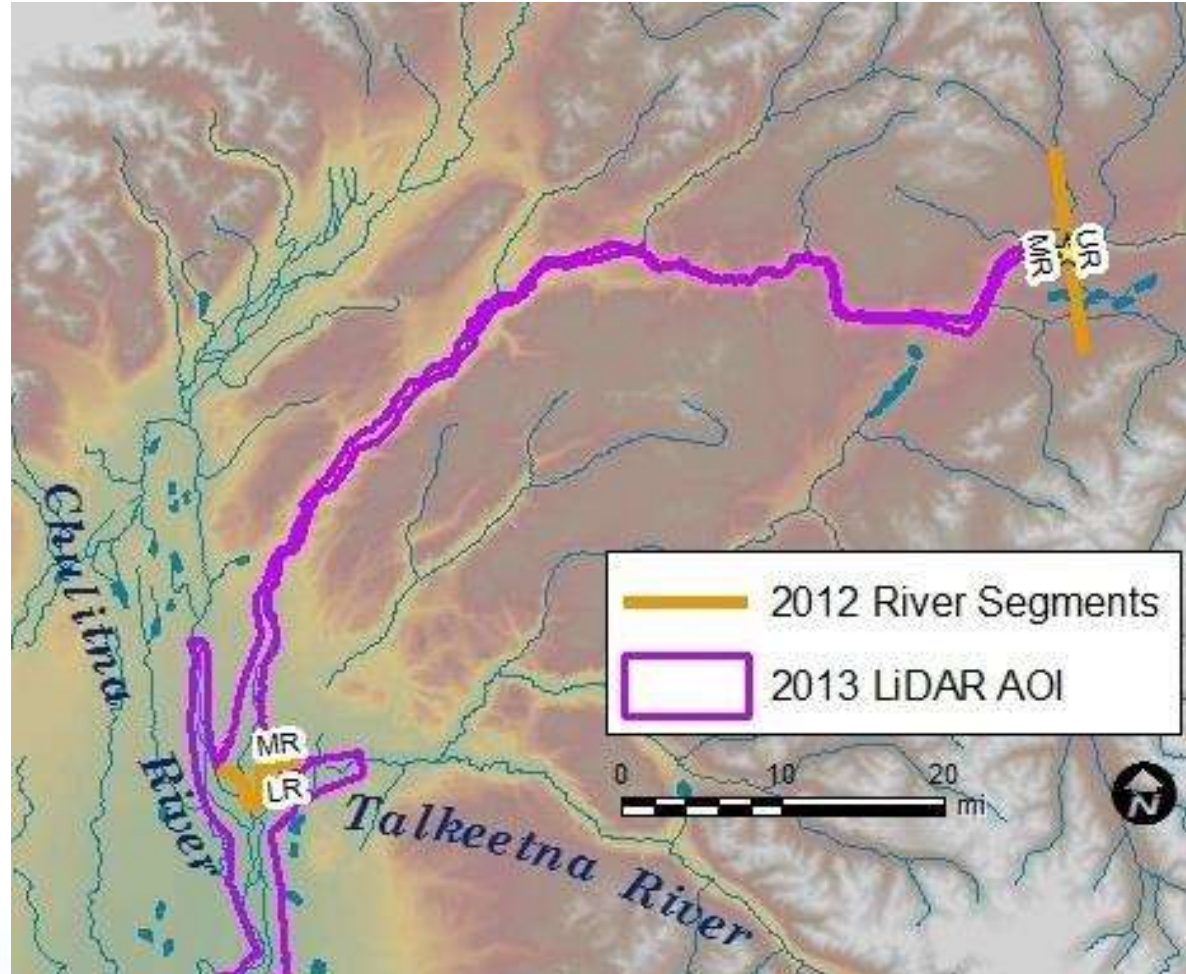 UR
MR
Chulitna
River
2012 River Segments
2013 LiDAR AOI
MR
LR
0 10 20
mi
N
Talkeetna River